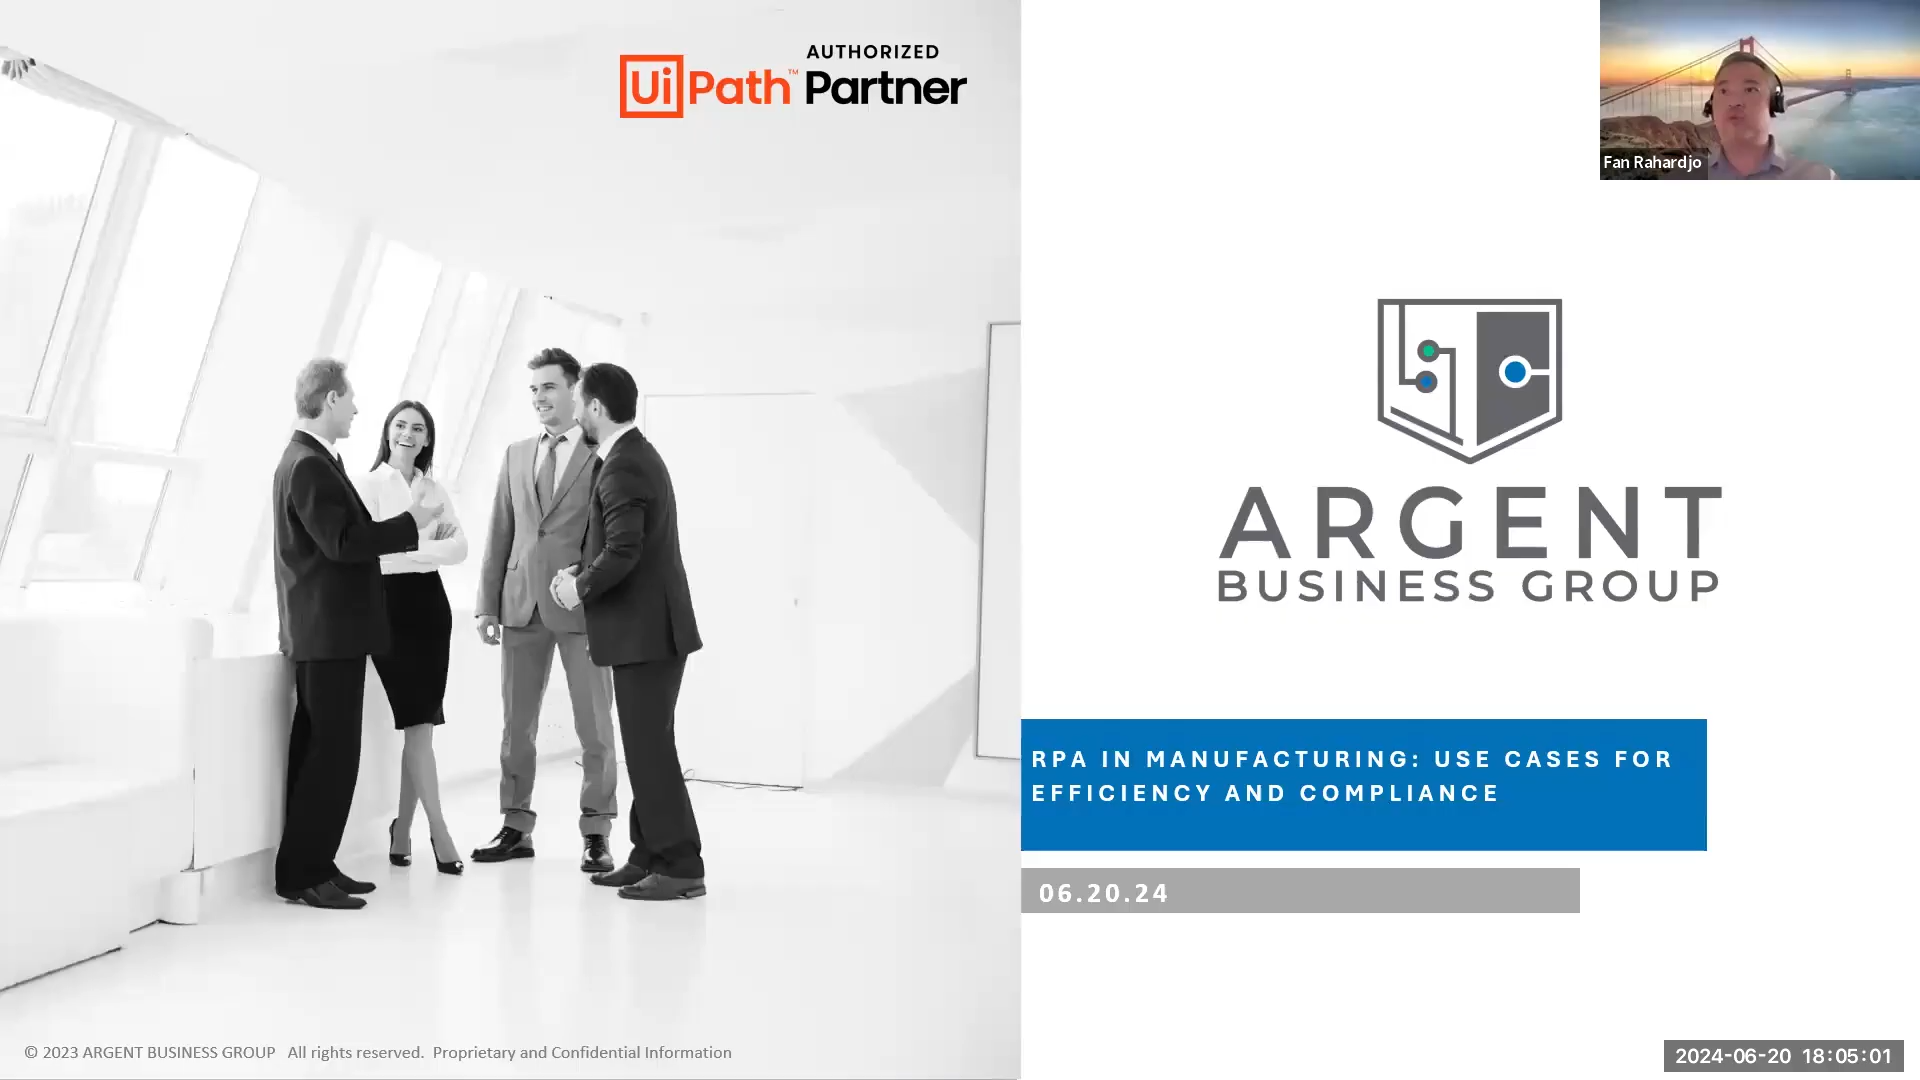 AUTHORIZED
UiPath™ Partner
Fan Rahardjo
ARGENT
BUSINESS GROUP
RPA IN MANUFACTURING: USE CASES FOR
EFFICIENCY AND COMPLIANCE
06.20.24
© 2023 ARGENT BUSINESS GROUP All rights reserved. Proprietary and Confidential Information
2024-06-20 18:05:01